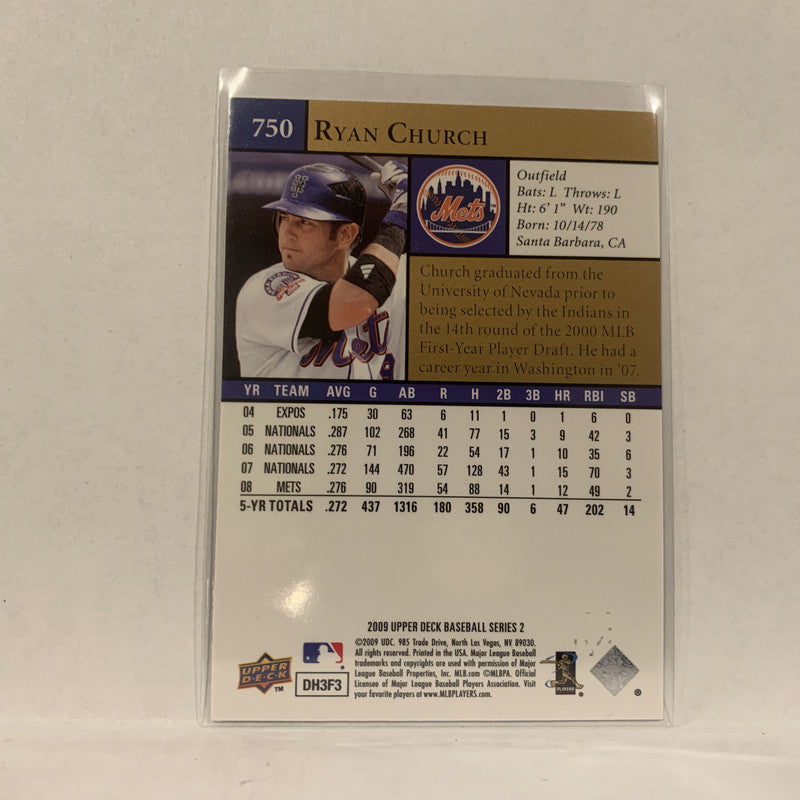 750 RYAN CHURCH
Mets
Outfield
Bats: L Throws: L
Ht: 6' 1" Wt: 190
Born: 10/14/78
Santa Barbara, CA
Mets
Church graduated from the
University of Nevada prior to
being selected by the Indians in
the 14th round of the 2000 MLB
First-Year Player Draft. He had a
career year in Washington in '07.
YR TEAM AVG G AB R H 2B 3B HR RBI SB
04 EXPOS .175 30 63 6 11 1 0 1 6 0
05 NATIONALS .287 102 268 41 77 15 3 9 42 3
06 NATIONALS .276 71 196 22 54 17 1 10 35 6
07 NATIONALS .272 144 470 57 128 43 1 15 70 3
08 METS .276 90 319 54 88 14 1 12 49 2
5-YR TOTALS .272 437 1316 180 358 90 6 47 202 14
2009 UPPER DECK BASEBALL SERIES 2
©2009 UDC. 985 Trade Drive, North Las Vegas, NV 89030.
All rights reserved. Printed in the USA. Major League Baseball
trademarks and copyrights are used with permission of Major
League Baseball Properties, Inc. MLB.com ©MLBPA. Official
Licensee of Major League Baseball Players Association. Visit
your favorite players at www.MLBPLAYERS.com.
UPPER DECK TM
DH3F3
PLAYERS